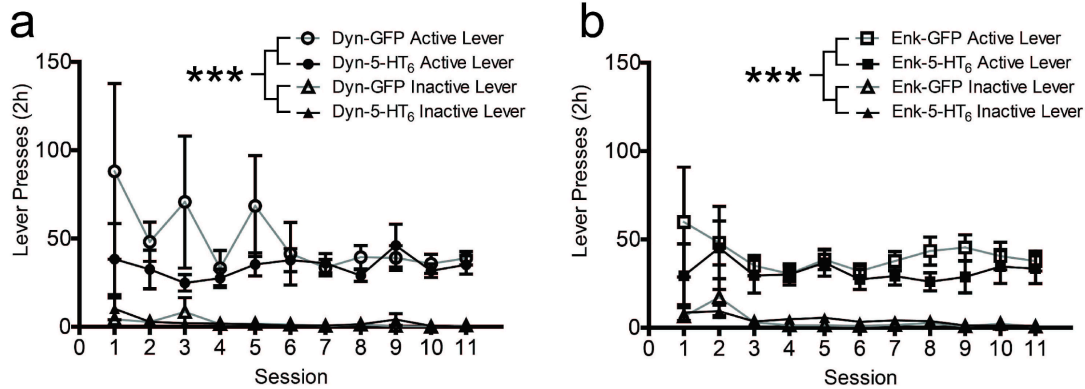 a
Dyn-GFP Active Lever
Dyn-5-HT₆ Active Lever
Dyn-GFP Inactive Lever
Dyn-5-HT₆ Inactive Lever
***
Lever Presses (2h)
150
100
50
0
0 1 2 3 4 5 6 7 8 9 10 11
Session
b
Enk-GFP Active Lever
Enk-5-HT₆ Active Lever
Enk-GFP Inactive Lever
Enk-5-HT₆ Inactive Lever
***
Lever Presses (2h)
150
100
50
0
0 1 2 3 4 5 6 7 8 9 10 11
Session